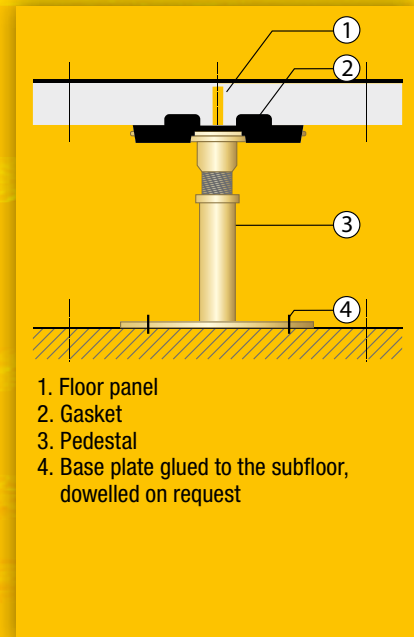 1
2
3
4
1. Floor panel
2. Gasket
3. Pedestal
4. Base plate glued to the subfloor,
dowelled on request